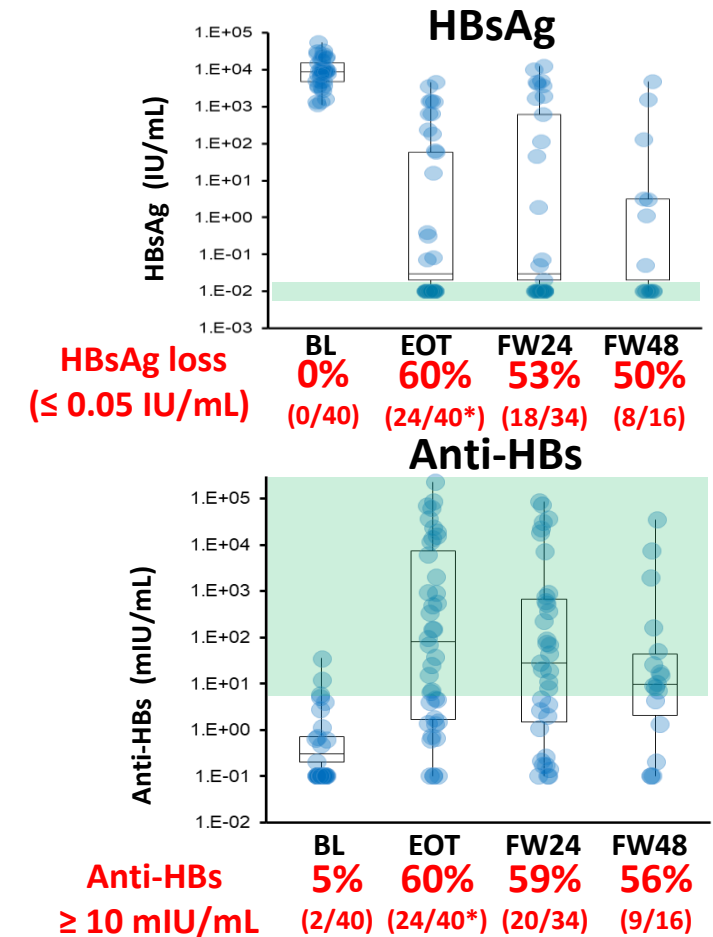 HBsAg
HBsAg (IU/mL)
1.E+05
1.E+04
1.E+03
1.E+02
1.E+01
1.E+00
1.E-01
1.E-02
1.E-03
BL EOT FW24 FW48
HBsAg loss
(≤ 0.05 IU/mL)
0% 60% 53% 50%
(0/40) (24/40*) (18/34) (8/16)
Anti-HBs
Anti-HBs (mIU/mL)
1.E+05
1.E+04
1.E+03
1.E+02
1.E+01
1.E+00
1.E-01
1.E-02
BL EOT FW24 FW48
Anti-HBs
≥ 10 mIU/mL
5% 60% 59% 56%
(2/40) (24/40*) (20/34) (9/16)